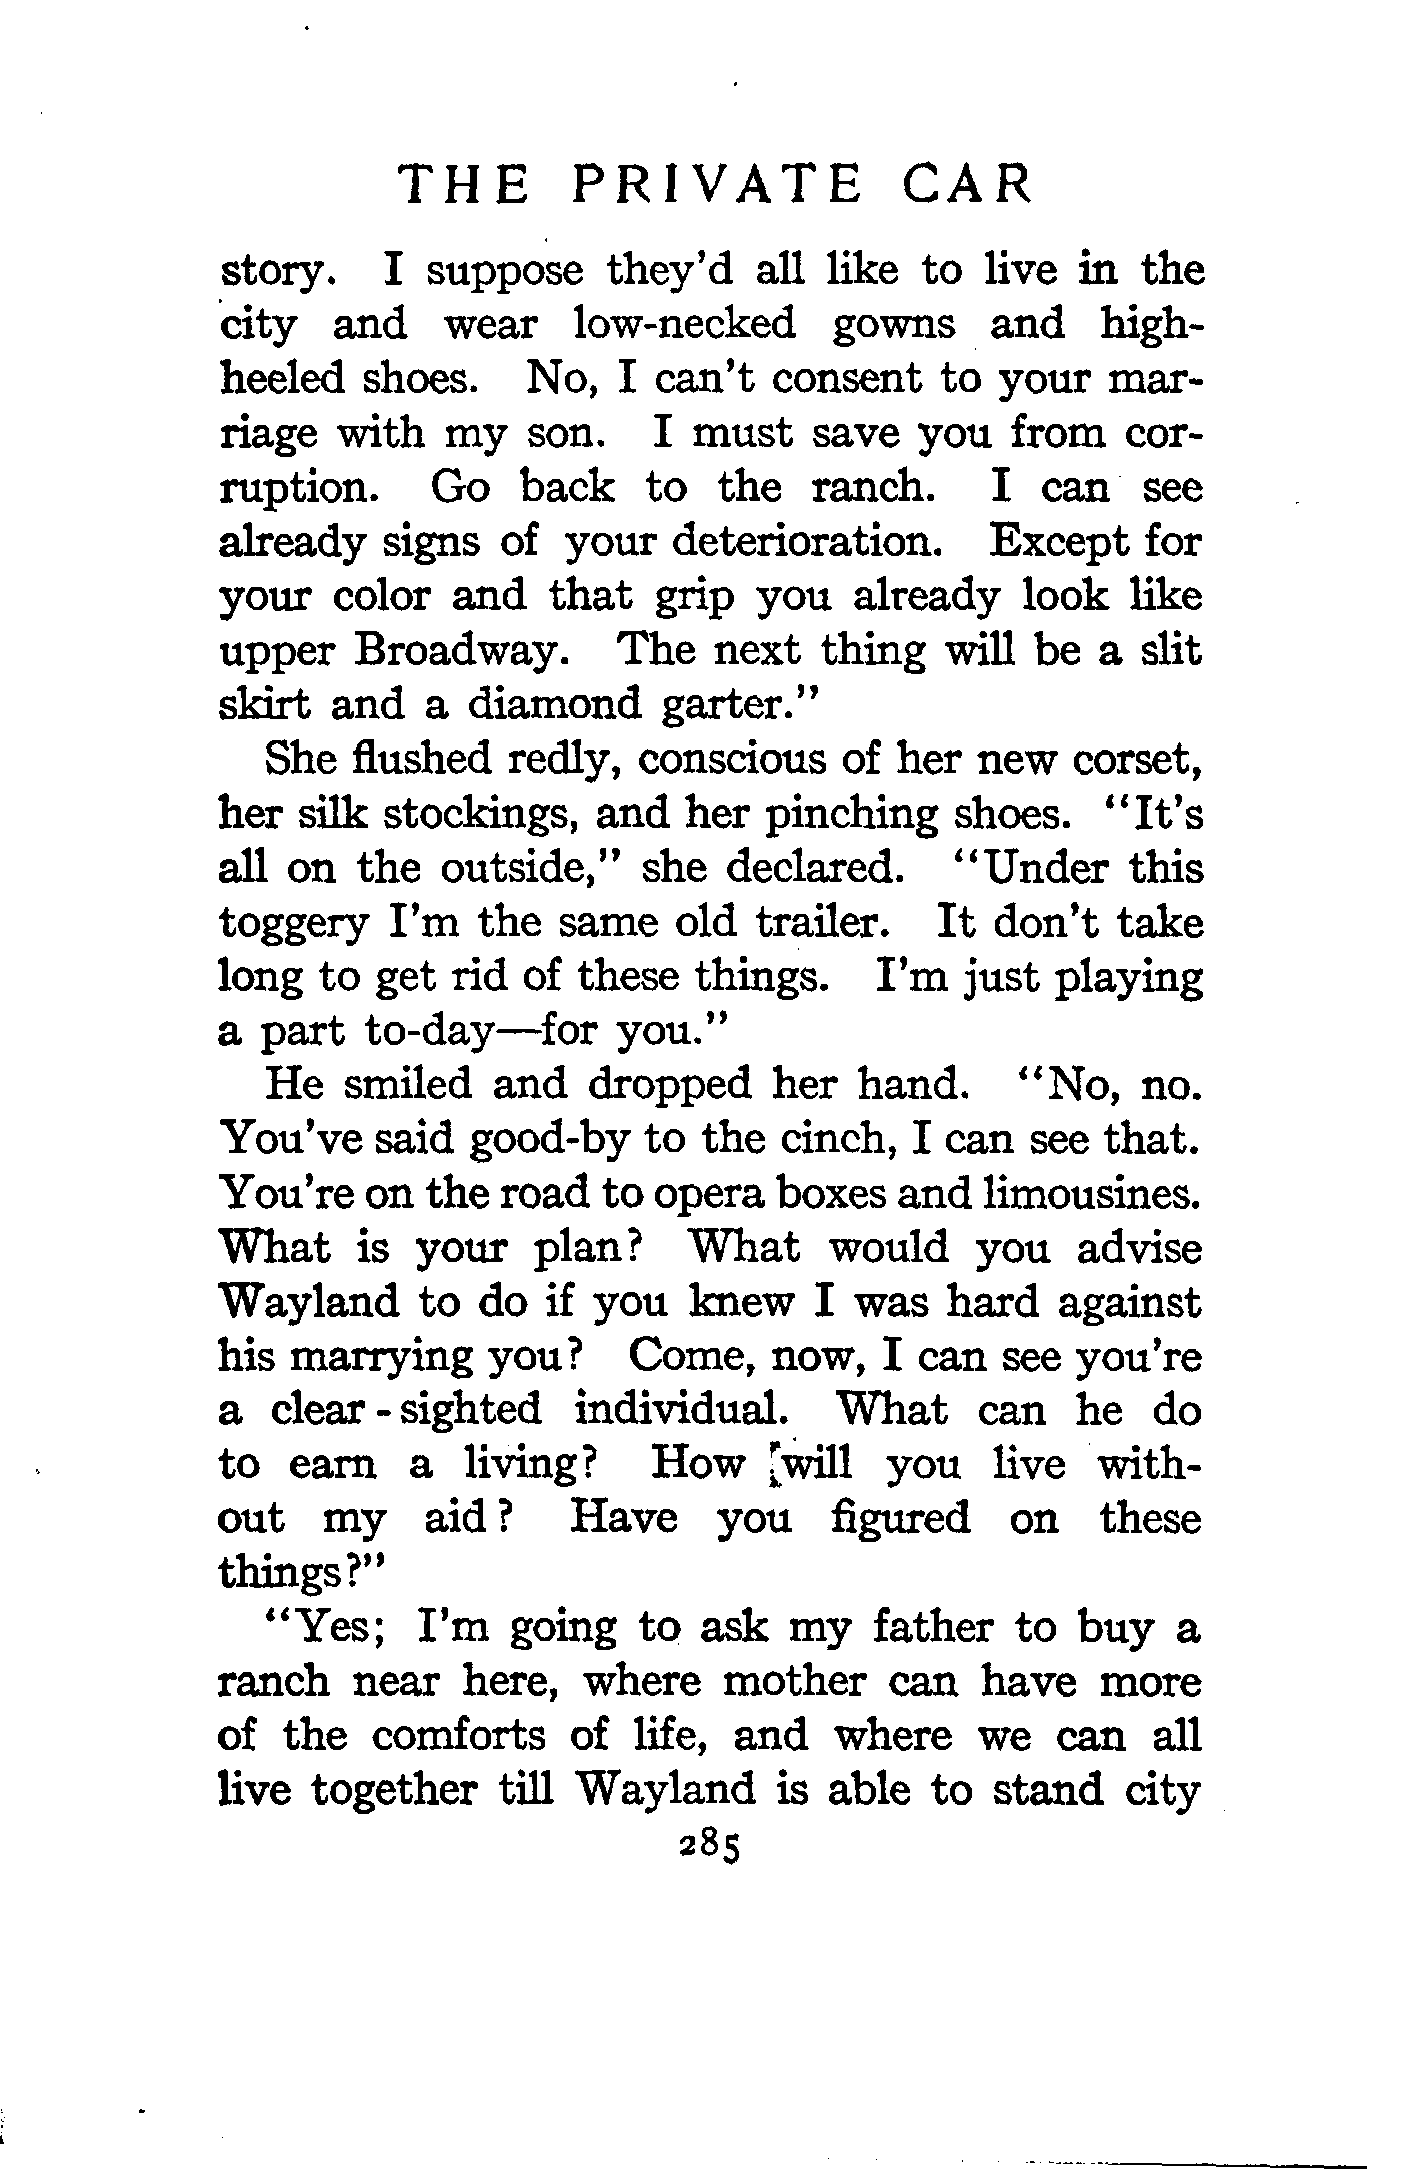 THE PRIVATE CAR
story. I suppose they'd all like to live in the
city and wear low-necked gowns and high-
heeled shoes. No, I can't consent to your mar-
riage with my son. I must save you from cor-
ruption. Go back to the ranch. I can see
already signs of your deterioration. Except for
your color and that grip you already look like
upper Broadway. The next thing will be a slit
skirt and a diamond garter."
She flushed redly, conscious of her new corset,
her silk stockings, and her pinching shoes. "It's
all on the outside," she declared. "Under this
toggery I'm the same old trailer. It don't take
long to get rid of these things. I'm just playing
a part to-day—for you."
He smiled and dropped her hand. "No, no.
You've said good-by to the cinch, I can see that.
You're on the road to opera boxes and limousines.
What is your plan? What would you advise
Wayland to do if you knew I was hard against
his marrying you? Come, now, I can see you're
a clear-sighted individual. What can he do
to earn a living? How will you live with-
out my aid? Have you figured on these
things?"
"Yes; I'm going to ask my father to buy a
ranch near here, where mother can have more
of the comforts of life, and where we can all
live together till Wayland is able to stand city
285